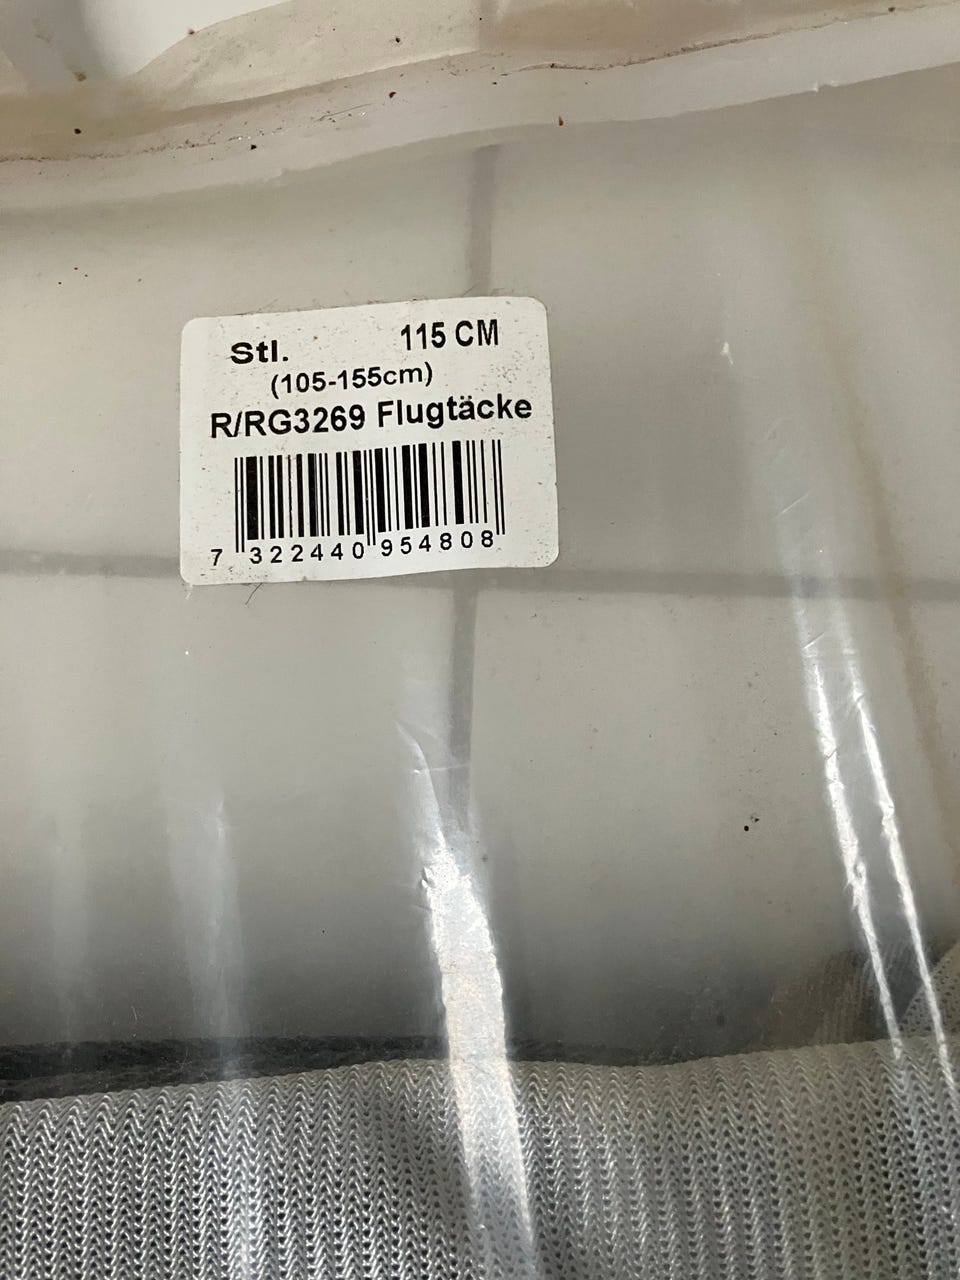 Stl. 115 CM
(105-155cm)
R/RG3269 Flugtäcke
7 322440 954808